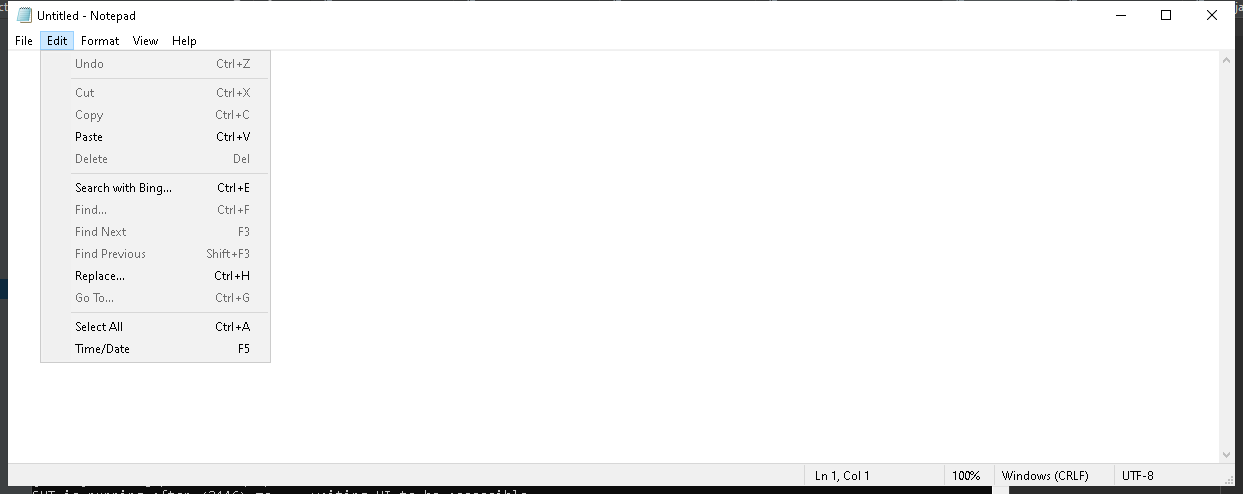 Untitled - Notepad
File Edit Format View Help
Undo Ctrl+Z
Cut Ctrl+X
Copy Ctrl+C
Paste Ctrl+V
Delete Del
Search with Bing... Ctrl+E
Find... Ctrl+F
Find Next F3
Find Previous Shift+F3
Replace... Ctrl+H
Go To... Ctrl+G
Select All Ctrl+A
Time/Date F5
Ln 1, Col 1 100% Windows (CRLF) UTF-8